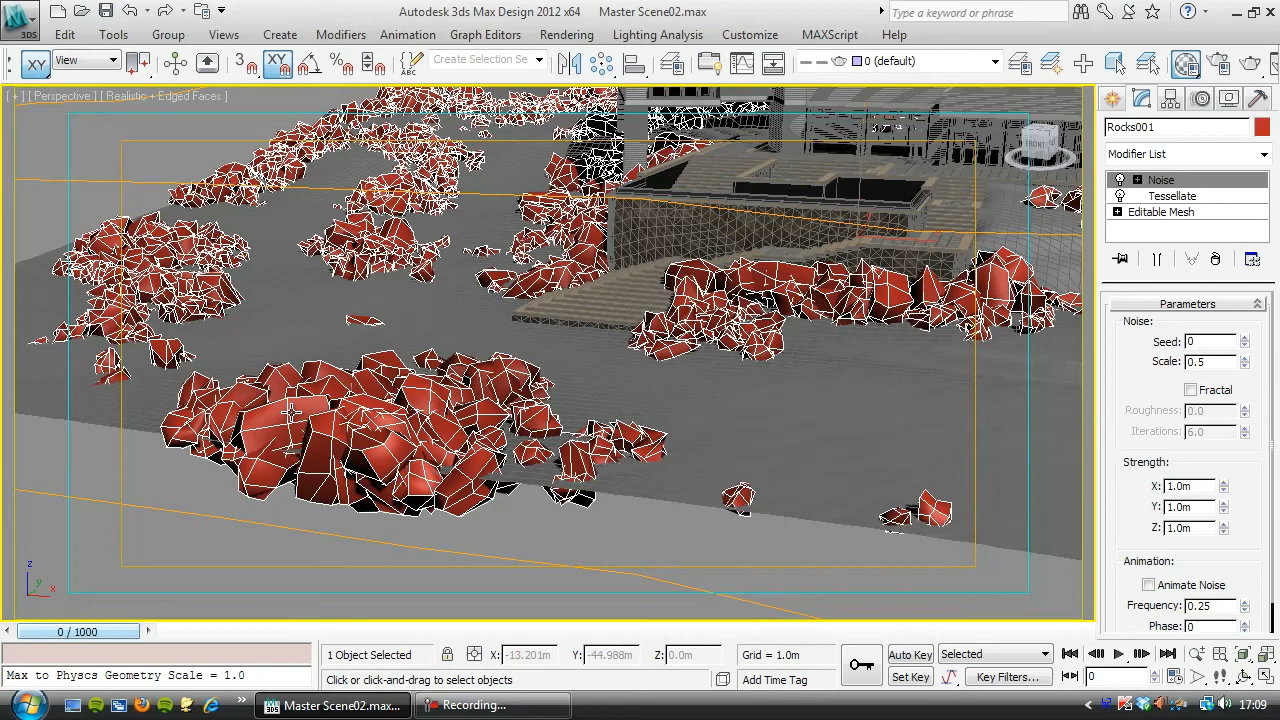 Autodesk 3ds Max Design 2012 x64 Master Scene02.max
Type a keyword or phrase
3DS
Edit Tools Group Views Create Modifiers Animation Graph Editors Rendering Lighting Analysis Customize MAXScript Help
XY View 3 XY % ABC Create Selection Se 0 (default)
[ + ] [ Perspective ] [ Realistic + Edged Faces ]
FRONT
Rocks001
Modifier List
Noise
Tessellate
Editable Mesh
Parameters
Noise:
Seed: 0
Scale: 0.5
Fractal
Roughness: 0.0
Iterations: 6.0
Strength:
X: 1.0m
Y: 1.0m
Z: 1.0m
Animation:
Animate Noise
Frequency: 0.25
Phase: 0
z
y
x
0 / 1000
1 Object Selected X: -13.201m Y: -44.988m Z: 0.0m Grid = 1.0m Auto Key Selected
Max to Physcs Geometry Scale = 1.0 Click or click-and-drag to select objects Add Time Tag Set Key Key Filters... 0
Master Scene02.max... Recording... 17:09